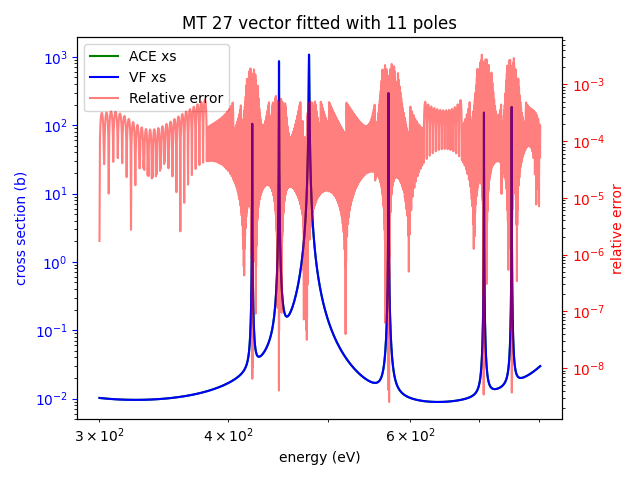 MT 27 vector fitted with 11 poles
ACE xs
VF xs
Relative error
10³
10²
10¹
10⁰
10⁻¹
10⁻²
cross section (b)
10⁻³
10⁻⁴
10⁻⁵
10⁻⁶
10⁻⁷
10⁻⁸
relative error
3 × 10² 4 × 10² 6 × 10²
energy (eV)